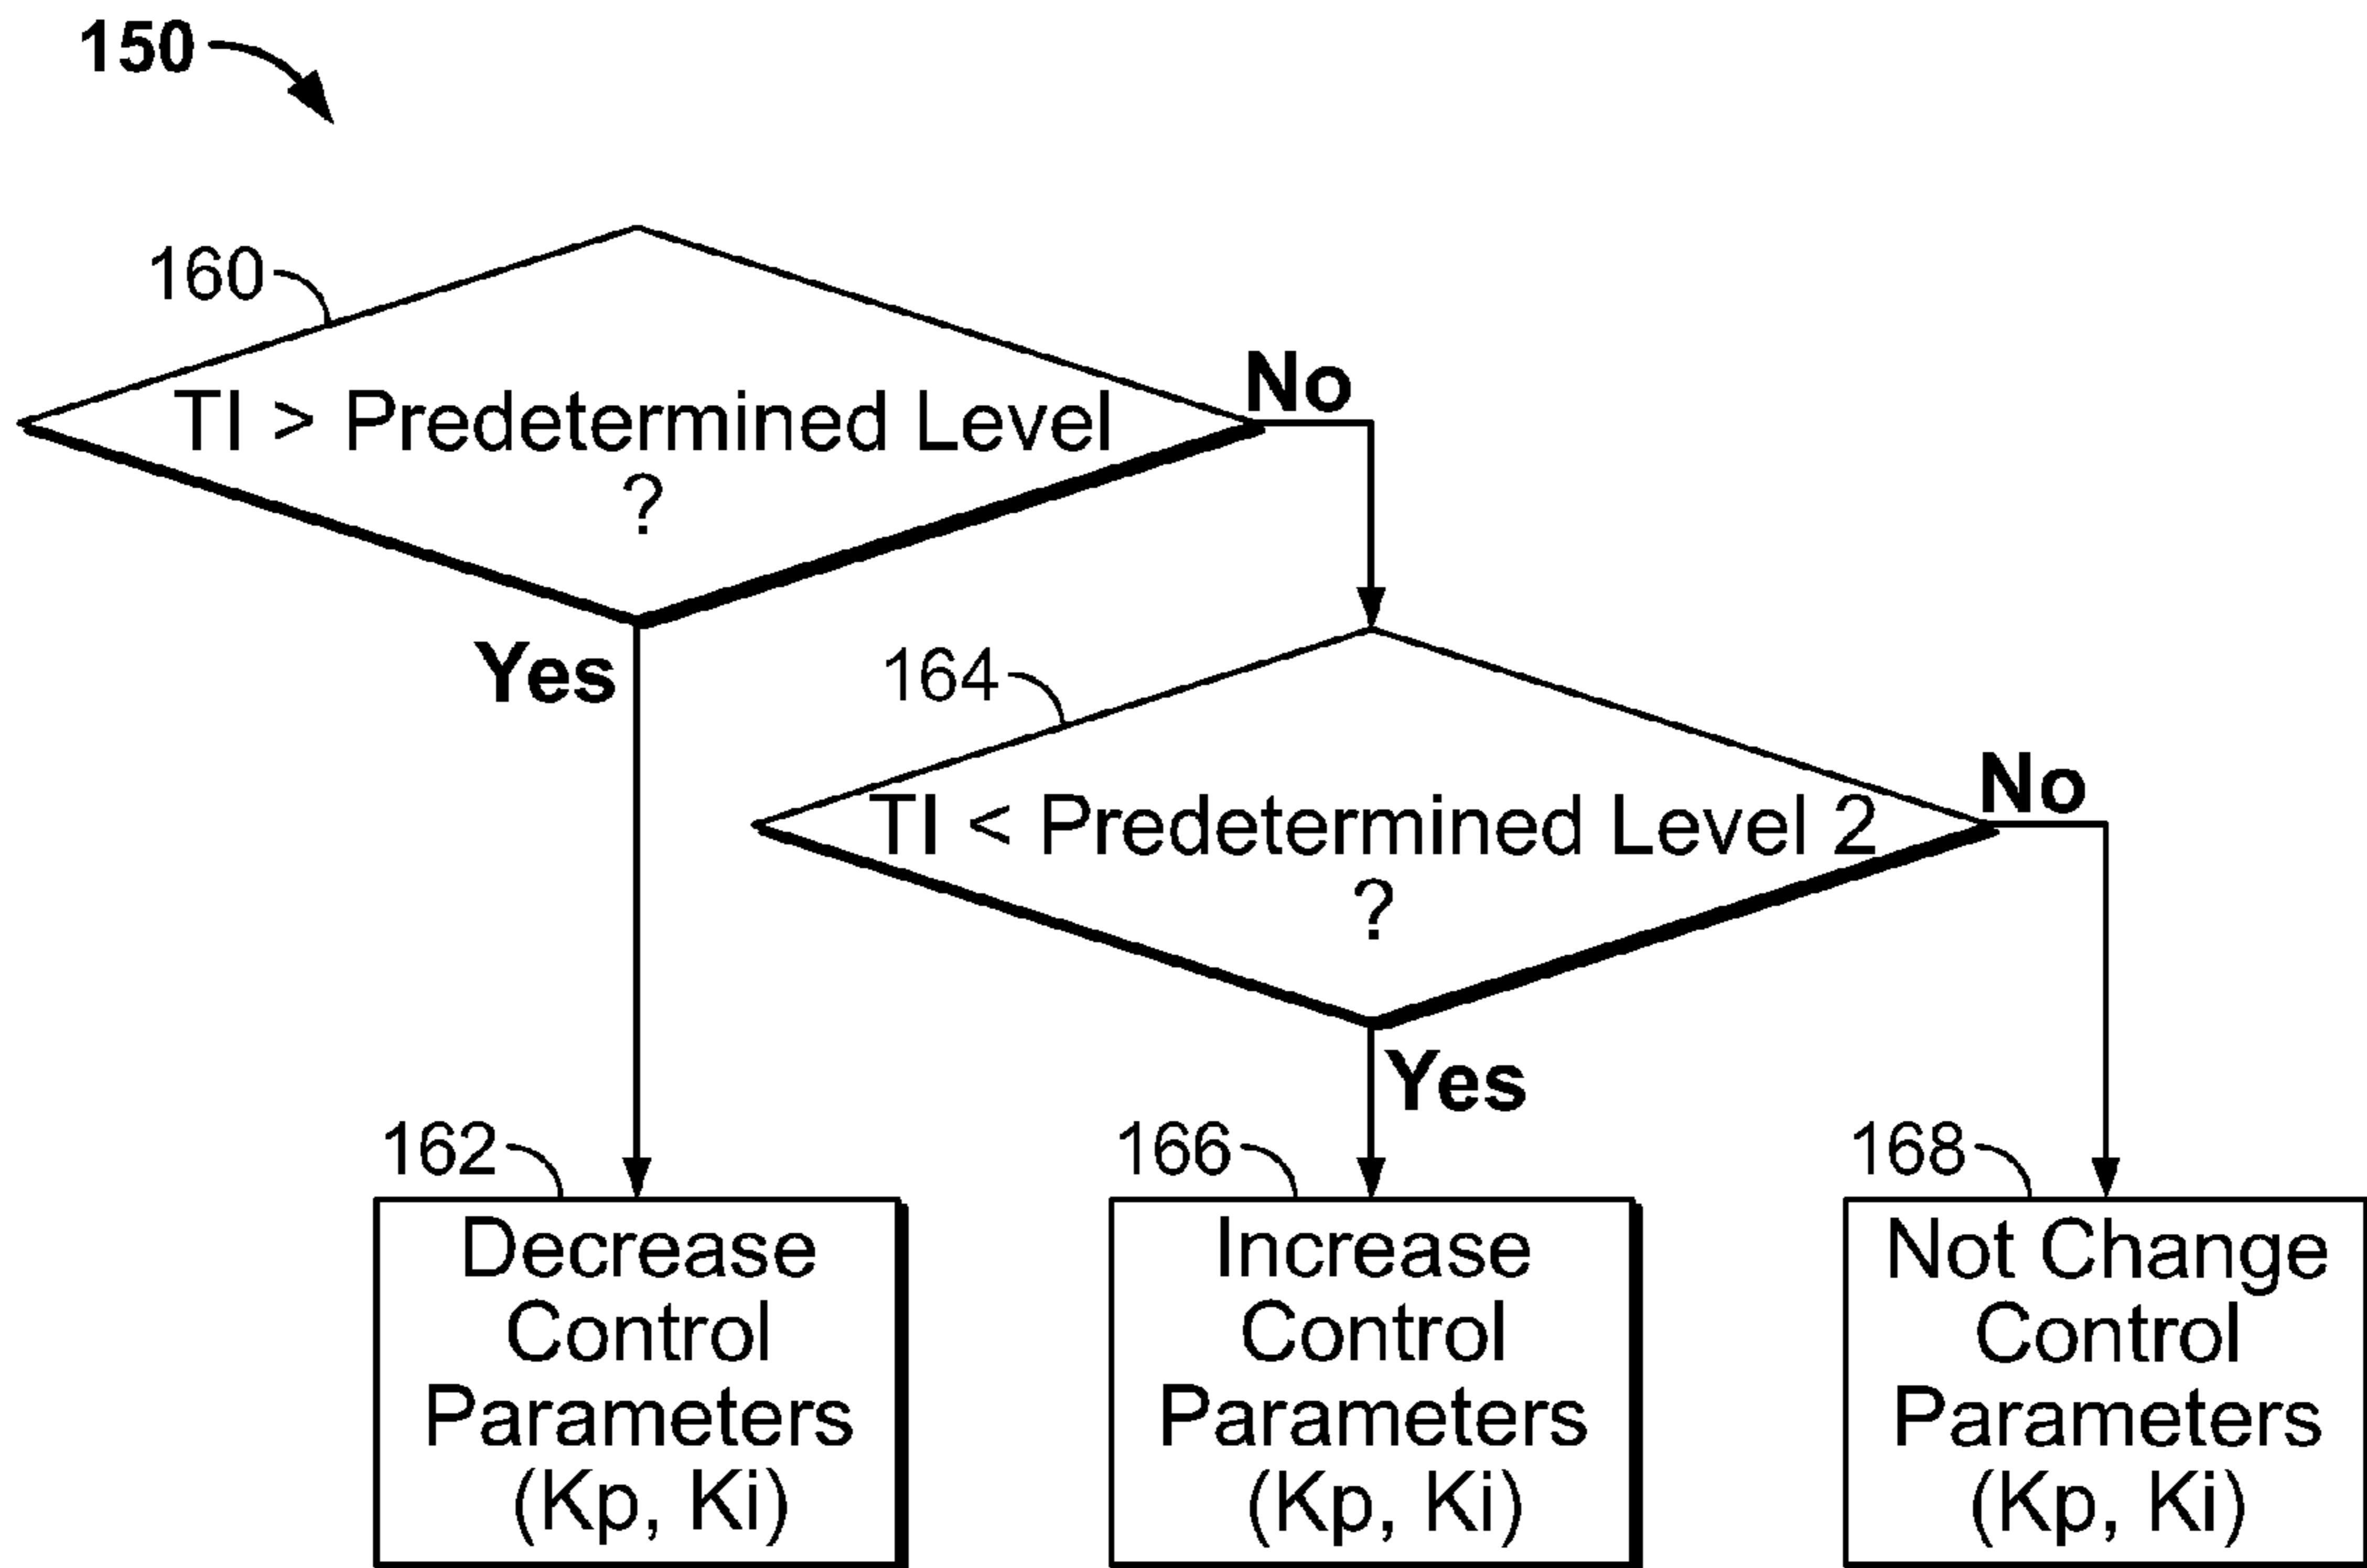 150
160
TI > Predetermined Level
?
No
Yes
164
TI < Predetermined Level 2
?
No
Yes
162
Decrease
Control
Parameters
(Kp, Ki)
166
Increase
Control
Parameters
(Kp, Ki)
168
Not Change
Control
Parameters
(Kp, Ki)